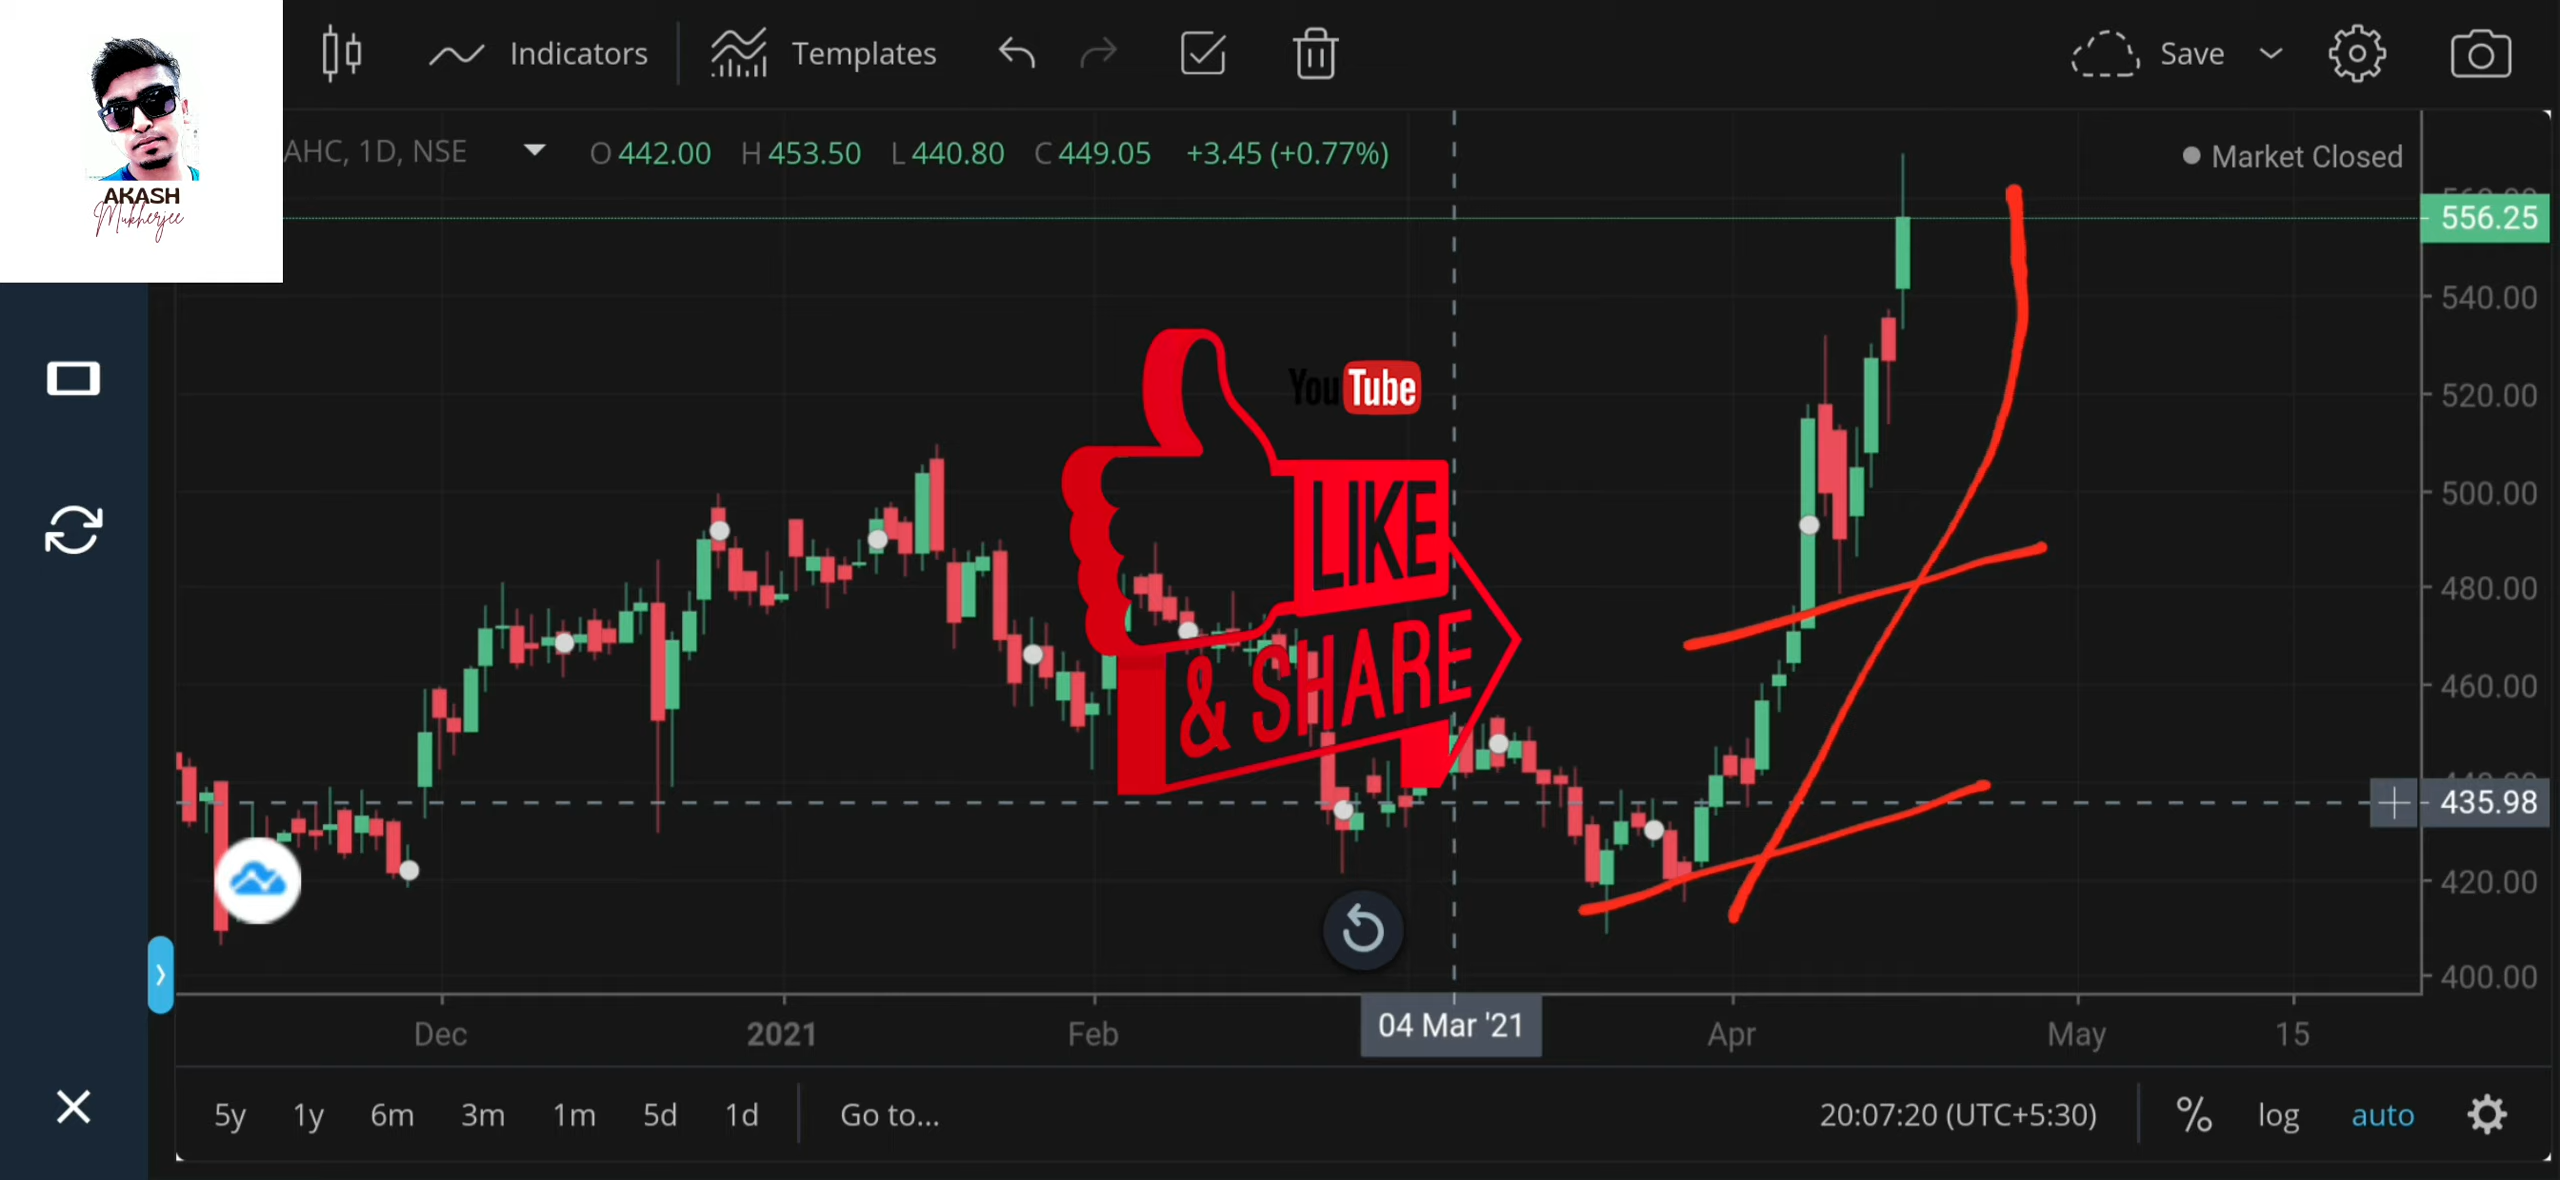 Indicators
Templates
Save
AKASH
Mukherjee
AHC, 1D, NSE
O 442.00 H 453.50 L 440.80 C 449.05 +3.45 (+0.77%)
Market Closed
556.25
540.00
YouTube
520.00
LIKE
500.00
480.00
& SHARE
460.00
435.98
420.00
400.00
Dec 2021 Feb 04 Mar '21 Apr May 15
5y 1y 6m 3m 1m 5d 1d Go to... 20:07:20 (UTC+5:30) % log auto